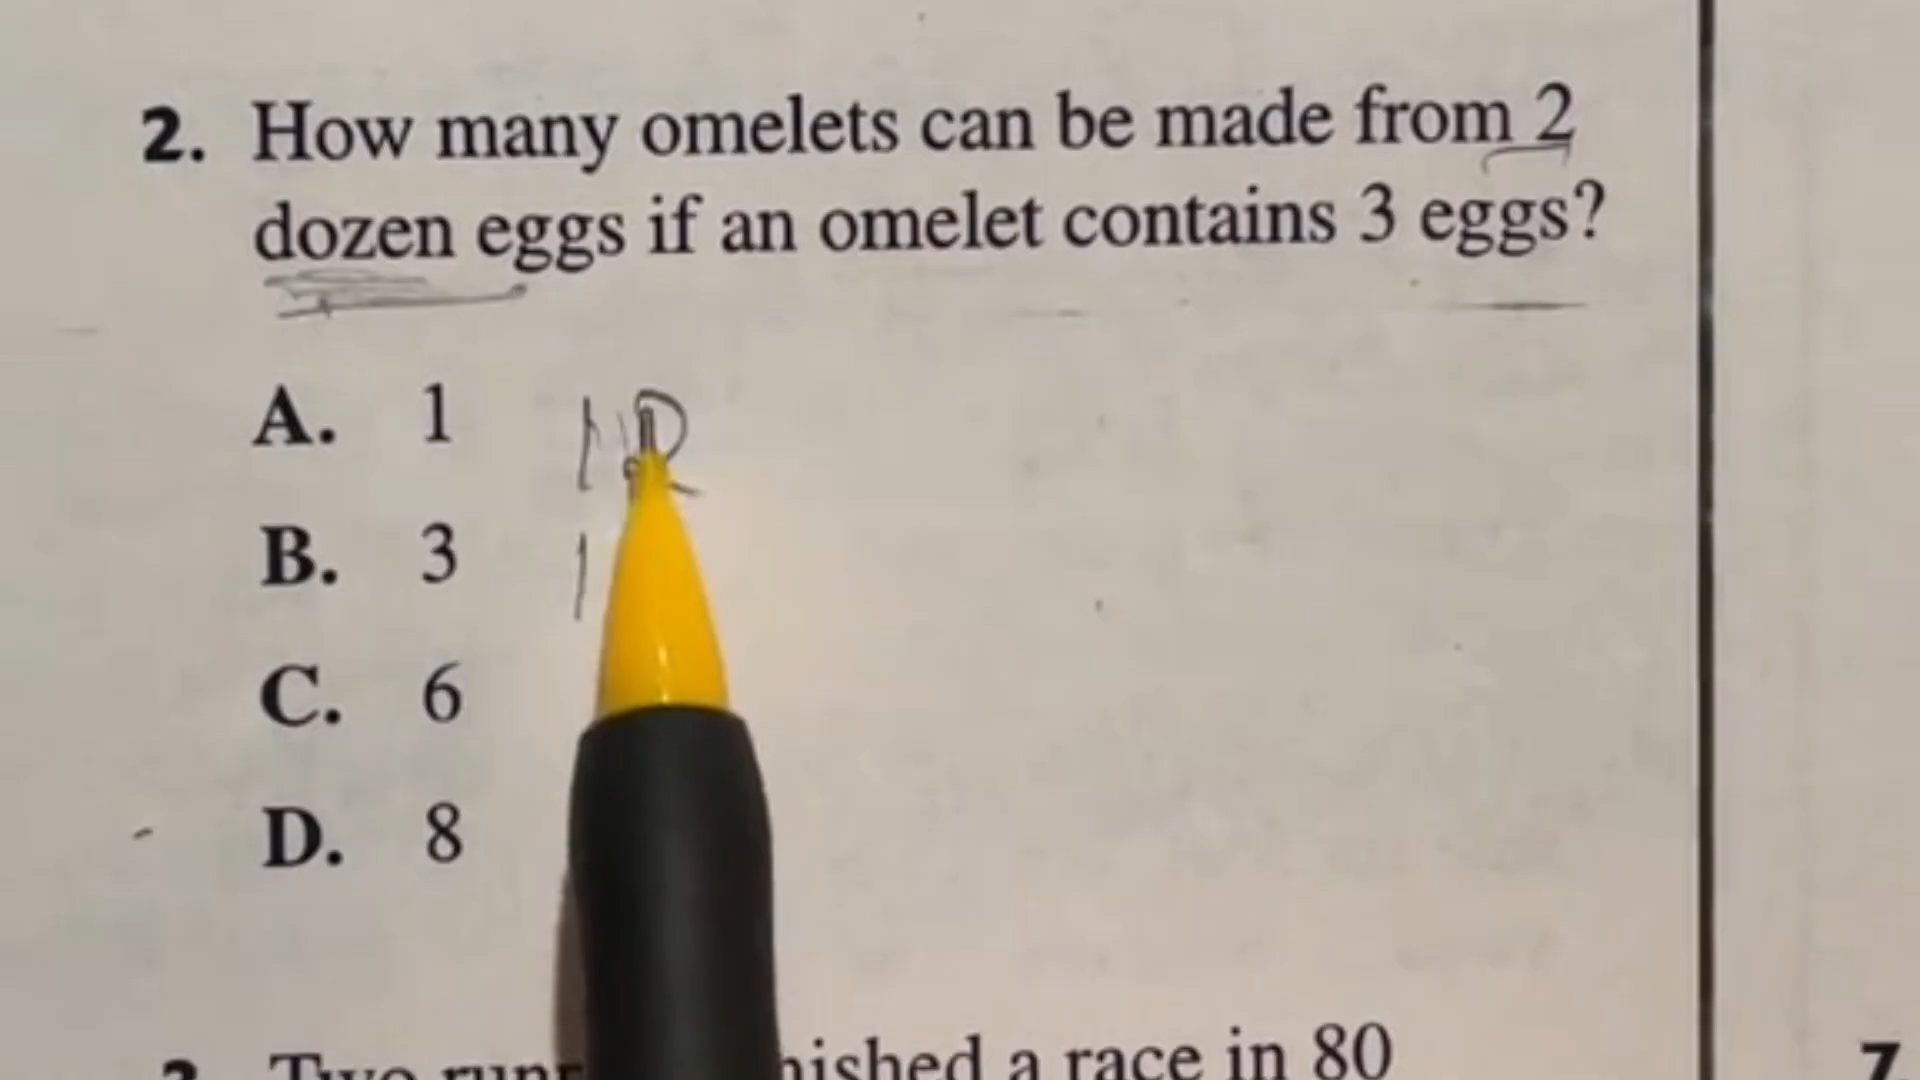 2. How many omelets can be made from 2
dozen eggs if an omelet contains 3 eggs?
A. 1
B. 3
C. 6
D. 8
a race in 80
7